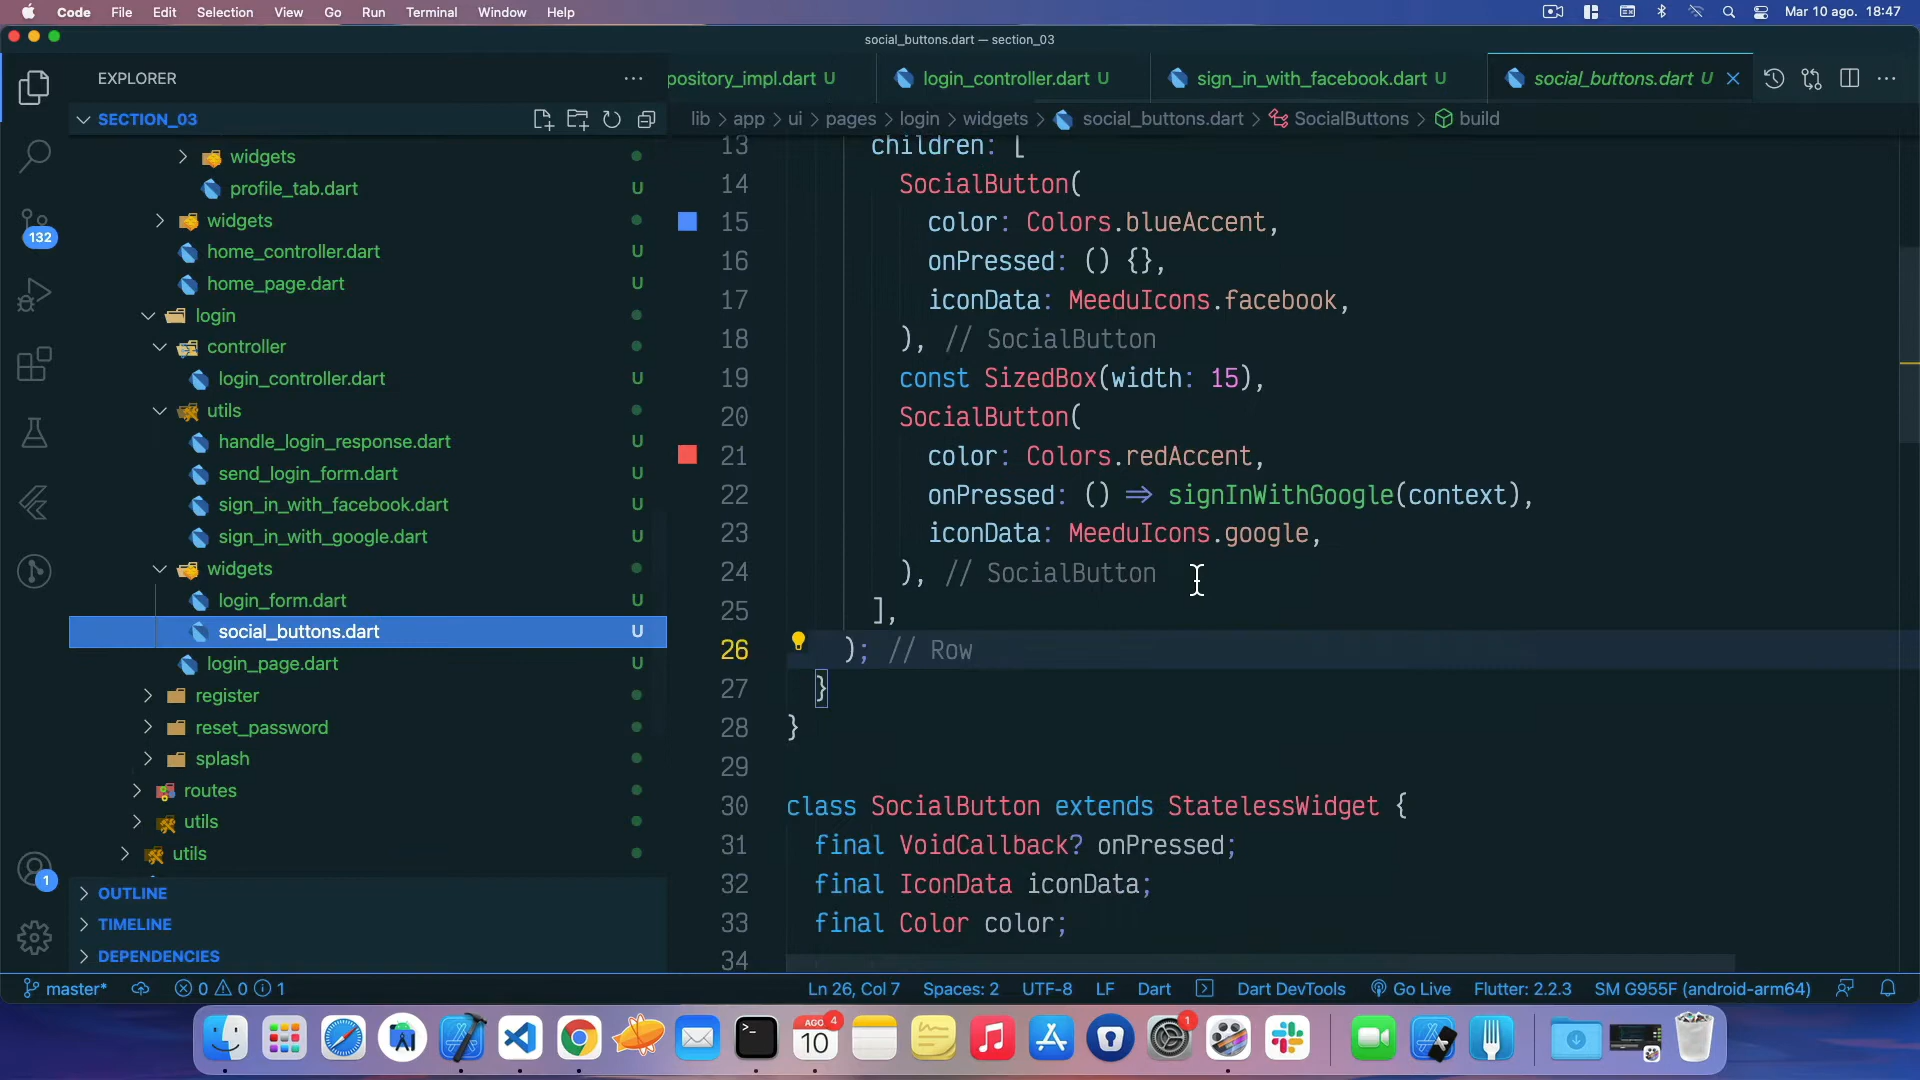 Code File Edit Selection View Go Run Terminal Window Help Mar 10 ago. 18:47
social_buttons.dart — section_03
EXPLORER
SECTION_03
widgets
profile_tab.dart U
widgets
home_controller.dart U
home_page.dart U
login
controller
login_controller.dart U
utils
handle_login_response.dart U
send_login_form.dart U
sign_in_with_facebook.dart U
sign_in_with_google.dart U
widgets
login_form.dart U
social_buttons.dart U
login_page.dart U
register
reset_password
splash
routes
utils
utils
OUTLINE
TIMELINE
DEPENDENCIES
132
1
pository_impl.dart U login_controller.dart U sign_in_with_facebook.dart U social_buttons.dart U
lib > app > ui > pages > login > widgets > social_buttons.dart > SocialButtons > build
13 children: [
14 SocialButton(
15 color: Colors.blueAccent,
16 onPressed: () {},
17 iconData: MeeduIcons.facebook,
18 ), // SocialButton
19 const SizedBox(width: 15),
20 SocialButton(
21 color: Colors.redAccent,
22 onPressed: () => signInWithGoogle(context),
23 iconData: MeeduIcons.google,
24 ), // SocialButton
25 ],
26 ); // Row
27 }
28 }
29
30 class SocialButton extends StatelessWidget {
31 final VoidCallback? onPressed;
32 final IconData iconData;
33 final Color color;
34
master* 0 0 1 Ln 26, Col 7 Spaces: 2 UTF-8 LF Dart Dart DevTools Go Live Flutter: 2.2.3 SM G955F (android-arm64)
AGO 4
10
1